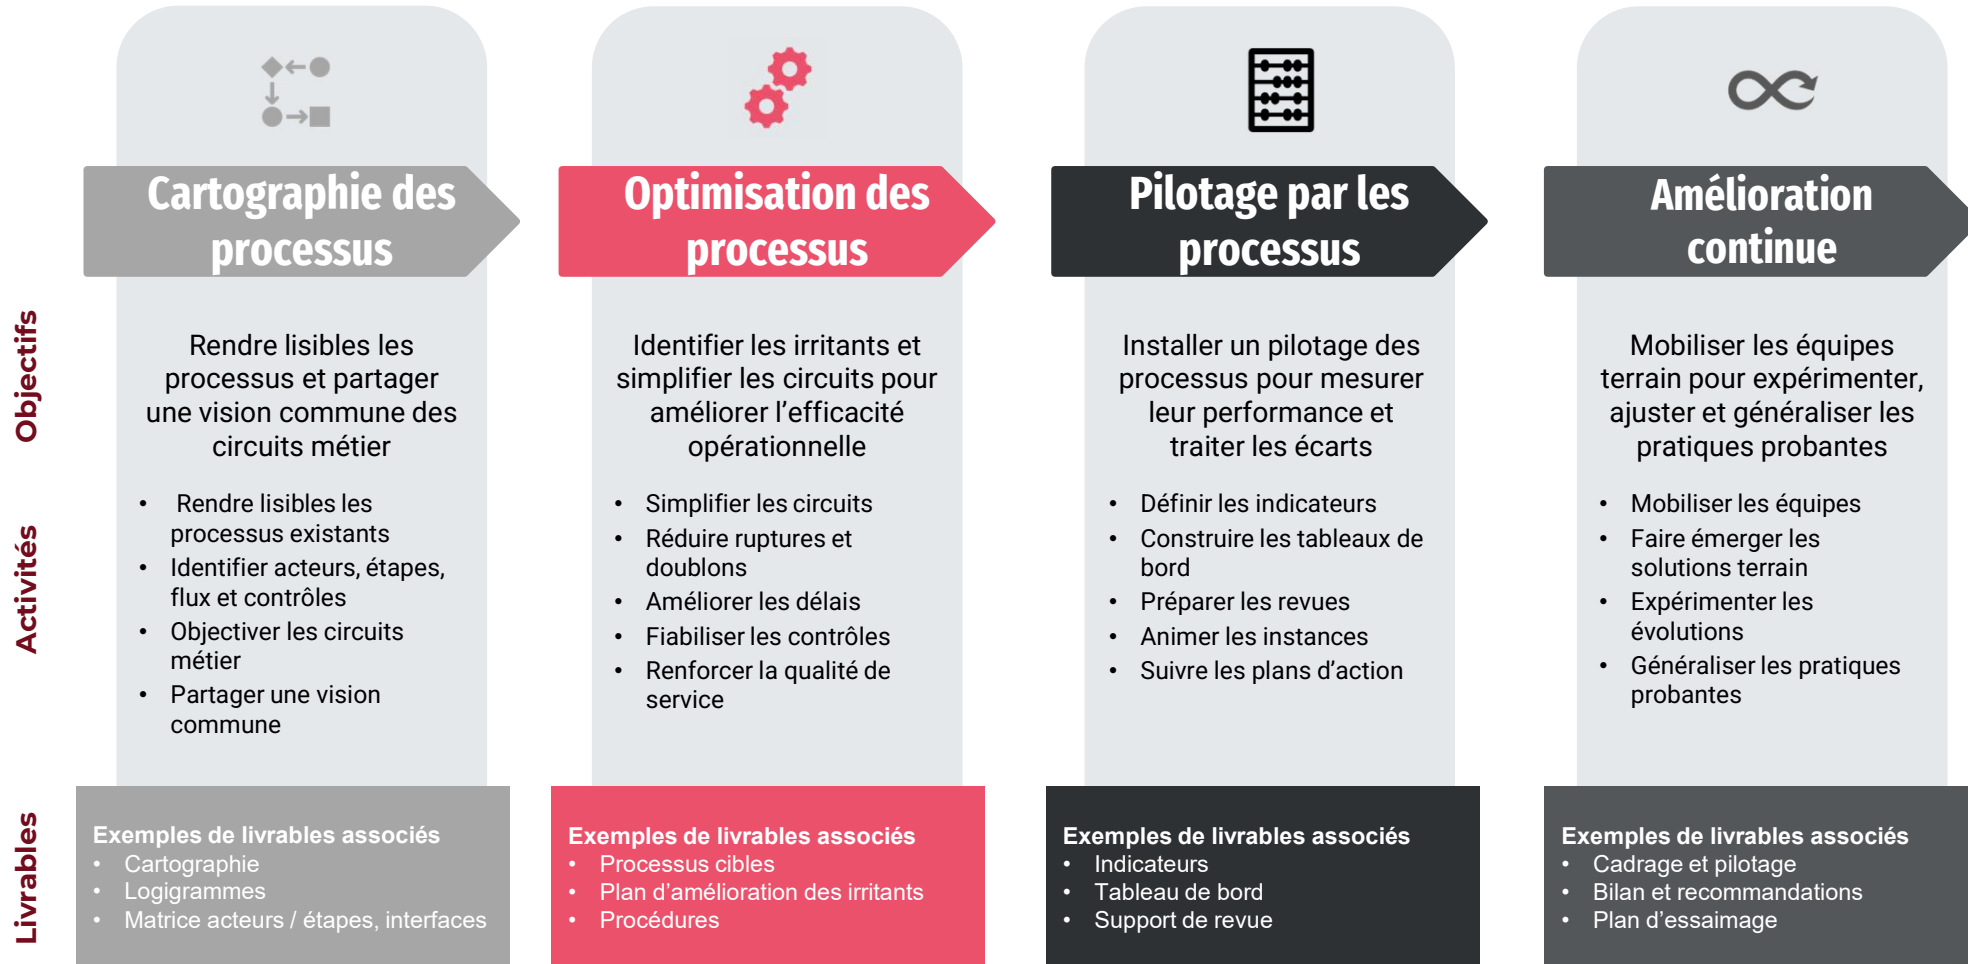 Cartographie des
processus
Optimisation des
processus
Pilotage par les
processus
Amélioration
continue
Objectifs
Rendre lisibles les
processus et partager
une vision commune des
circuits métier
Identifier les irritants et
simplifier les circuits pour
améliorer l’efficacité
opérationnelle
Installer un pilotage des
processus pour mesurer
leur performance et
traiter les écarts
Mobiliser les équipes
terrain pour expérimenter,
ajuster et généraliser les
pratiques probantes
Activités
• Rendre lisibles les
processus existants
• Identifier acteurs, étapes,
flux et contrôles
• Objectiver les circuits
métier
• Partager une vision
commune
• Simplifier les circuits
• Réduire ruptures et
doublons
• Améliorer les délais
• Fiabiliser les contrôles
• Renforcer la qualité de
service
• Définir les indicateurs
• Construire les tableaux de
bord
• Préparer les revues
• Animer les instances
• Suivre les plans d’action
• Mobiliser les équipes
• Faire émerger les
solutions terrain
• Expérimenter les
évolutions
• Généraliser les pratiques
probantes
Livrables
Exemples de livrables associés
• Cartographie
• Logigrammes
• Matrice acteurs / étapes, interfaces
Exemples de livrables associés
• Processus cibles
• Plan d’amélioration des irritants
• Procédures
Exemples de livrables associés
• Indicateurs
• Tableau de bord
• Support de revue
Exemples de livrables associés
• Cadrage et pilotage
• Bilan et recommandations
• Plan d’essaimage